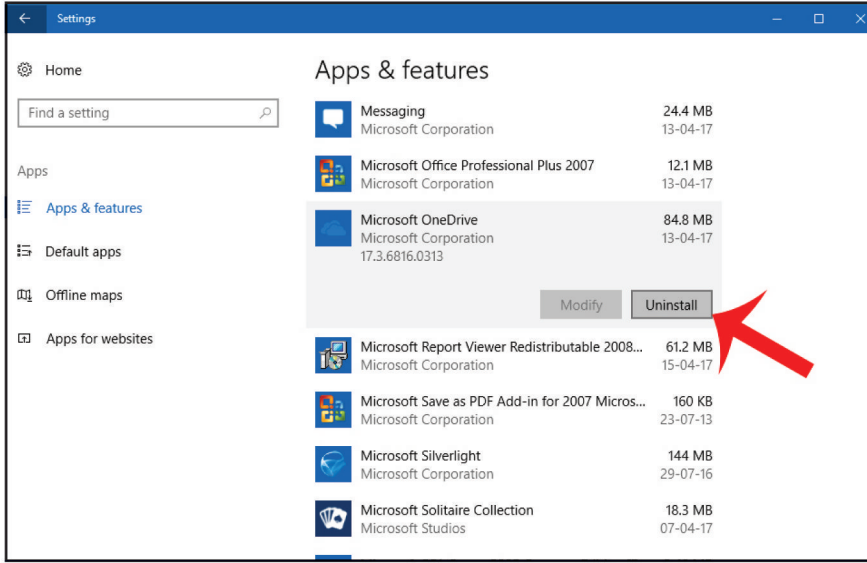 Settings
Home
Find a setting
Apps
Apps & features
Default apps
Offline maps
Apps for websites
Apps & features
Messaging 24.4 MB
Microsoft Corporation 13-04-17
Microsoft Office Professional Plus 2007 12.1 MB
Microsoft Corporation 13-04-17
Microsoft OneDrive 84.8 MB
Microsoft Corporation 13-04-17
17.3.6816.0313
Modify Uninstall
Microsoft Report Viewer Redistributable 2008... 61.2 MB
Microsoft Corporation 15-04-17
Microsoft Save as PDF Add-in for 2007 Micros... 160 KB
Microsoft Corporation 23-07-13
Microsoft Silverlight 144 MB
Microsoft Corporation 29-07-16
Microsoft Solitaire Collection 18.3 MB
Microsoft Studios 07-04-17